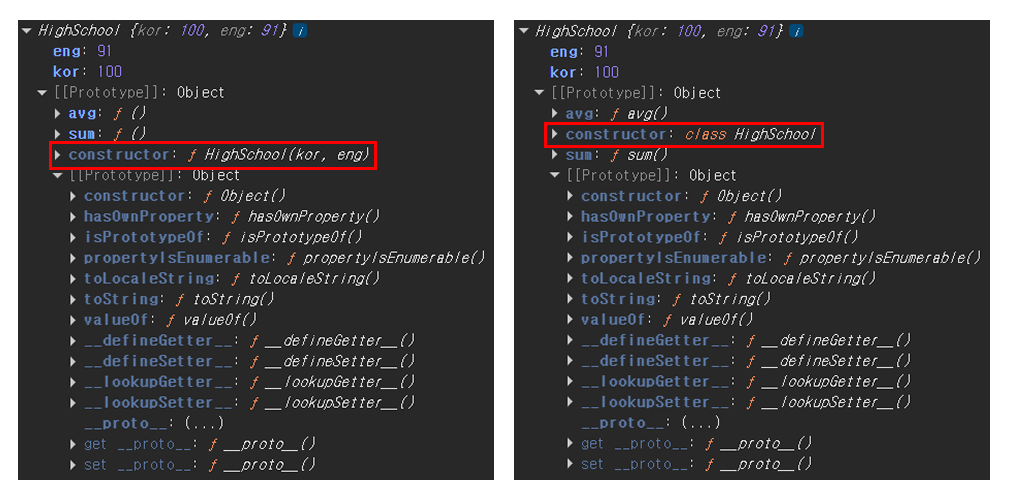 HighSchool {kor: 100, eng: 91} i
eng: 91
kor: 100
[[Prototype]]: Object
avg: ƒ ()
sum: ƒ ()
constructor: ƒ HighSchool(kor, eng)
[[Prototype]]: Object
constructor: ƒ Object()
hasOwnProperty: ƒ hasOwnProperty()
isPrototypeOf: ƒ isPrototypeOf()
propertyIsEnumerable: ƒ propertyIsEnumerable()
toLocaleString: ƒ toLocaleString()
toString: ƒ toString()
valueOf: ƒ valueOf()
__defineGetter__: ƒ __defineGetter__()
__defineSetter__: ƒ __defineSetter__()
__lookupGetter__: ƒ __lookupGetter__()
__lookupSetter__: ƒ __lookupSetter__()
__proto__: (...)
get __proto__: ƒ __proto__()
set __proto__: ƒ __proto__()
HighSchool {kor: 100, eng: 91} i
eng: 91
kor: 100
[[Prototype]]: Object
avg: ƒ avg()
constructor: class HighSchool
sum: ƒ sum()
[[Prototype]]: Object
constructor: ƒ Object()
hasOwnProperty: ƒ hasOwnProperty()
isPrototypeOf: ƒ isPrototypeOf()
propertyIsEnumerable: ƒ propertyIsEnumerable()
toLocaleString: ƒ toLocaleString()
toString: ƒ toString()
valueOf: ƒ valueOf()
__defineGetter__: ƒ __defineGetter__()
__defineSetter__: ƒ __defineSetter__()
__lookupGetter__: ƒ __lookupGetter__()
__lookupSetter__: ƒ __lookupSetter__()
__proto__: (...)
get __proto__: ƒ __proto__()
set __proto__: ƒ __proto__()